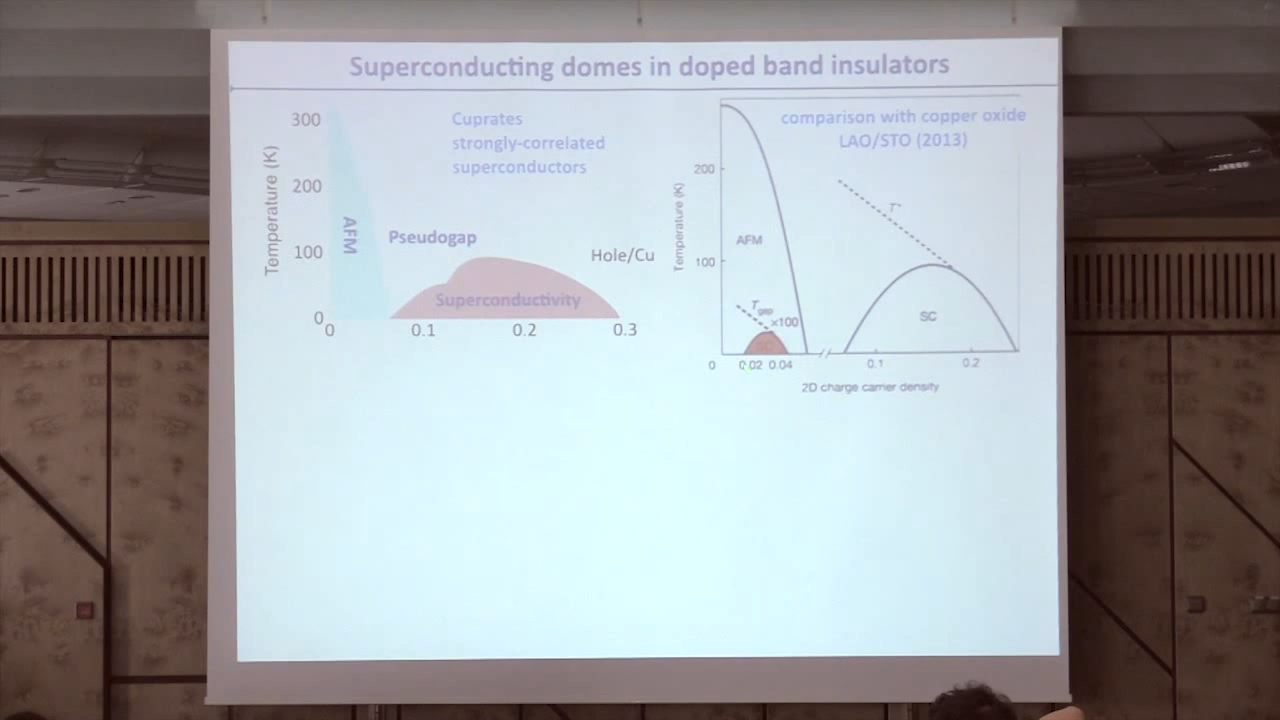 Superconducting domes in doped band insulators
300
200
100
0
Temperature (K)
AFM
Cuprates
strongly-correlated
superconductors
Pseudogap
Hole/Cu
Superconductivity
0
0.1
0.2
0.3
comparison with copper oxide
LAO/STO (2013)
200
100
Temperature (K)
T*
AFM
Tgap
×100
SC
0
0.02 0.04
0.1
0.2
2D charge carrier density